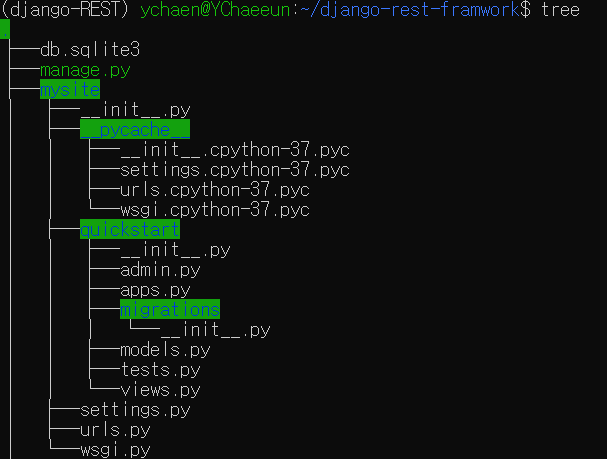 (django-REST) ychaen@YChaeeun:~/django-rest-framwork$ tree
.
├──db.sqlite3
├──manage.py
├──mysite
│   ├──__init__.py
│   ├──__pycache__
│   │   ├──__init__.cpython-37.pyc
│   │   ├──settings.cpython-37.pyc
│   │   ├──urls.cpython-37.pyc
│   │   └──wsgi.cpython-37.pyc
│   ├──quickstart
│   │   ├──__init__.py
│   │   ├──admin.py
│   │   ├──apps.py
│   │   ├──migrations
│   │   │   └──__init__.py
│   │   ├──models.py
│   │   ├──tests.py
│   │   └──views.py
│   ├──settings.py
│   ├──urls.py
│   └──wsgi.py